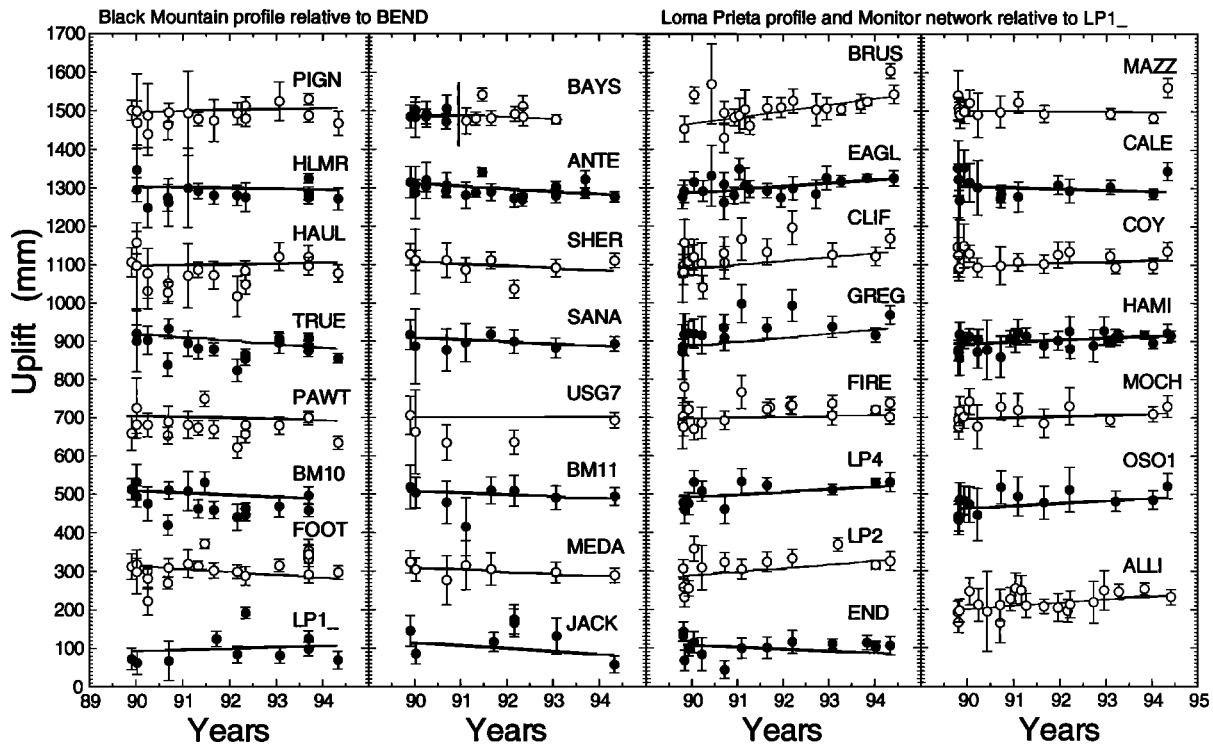 Black Mountain profile relative to BEND
Loma Prieta profile and Monitor network relative to LP1_
Uplift (mm)
1700
1600
1500
1400
1300
1200
1100
1000
900
800
700
600
500
400
300
200
100
0
PIGN
HLMR
HAUL
TRUE
PAWT
BM10
FOOT
LP1_
BAYS
ANTE
SHER
SANA
USG7
BM11
MEDA
JACK
BRUS
EAGL
CLIF
GREG
FIRE
LP4
LP2
END
MAZZ
CALE
COY
HAMI
MOCH
OSO1
ALLI
89 90 91 92 93 94
90 91 92 93 94
90 91 92 93 94
90 91 92 93 94 95
Years Years Years Years